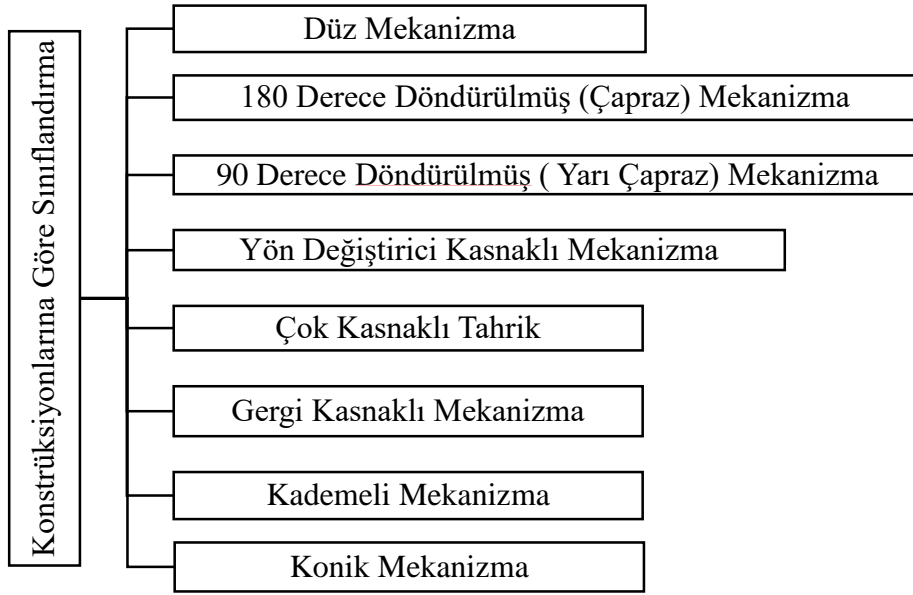 Konstrüksiyonlarına Göre Sınıflandırma
Düz Mekanizma
180 Derece Döndürülmüş (Çapraz) Mekanizma
90 Derece Döndürülmüş ( Yarı Çapraz) Mekanizma
Yön Değiştirici Kasnaklı Mekanizma
Çok Kasnaklı Tahrik
Gergi Kasnaklı Mekanizma
Kademeli Mekanizma
Konik Mekanizma